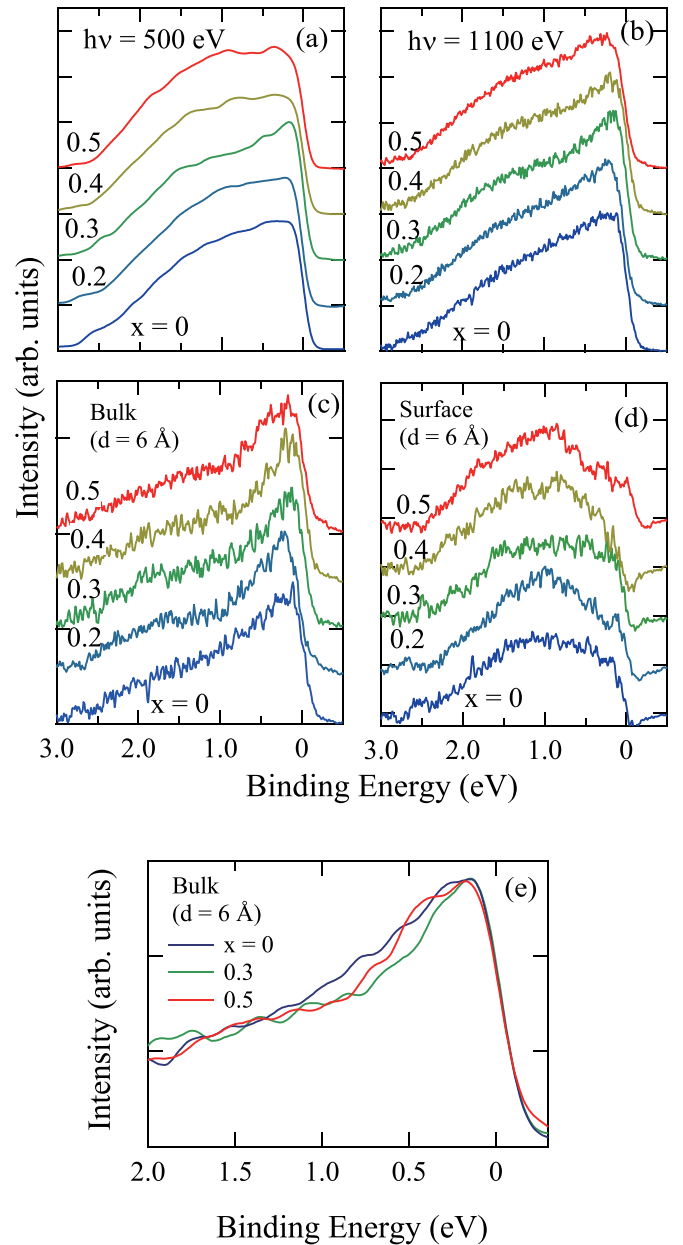 hν = 500 eV (a)
0.5
0.4
0.3
0.2
x = 0
hν = 1100 eV (b)
0.5
0.4
0.3
0.2
x = 0
Intensity (arb. units)
Bulk (c)
(d = 6 Å)
0.5
0.4
0.3
0.2
x = 0
3.0 2.0 1.0 0
Surface (d)
(d = 6 Å)
0.5
0.4
0.3
0.2
x = 0
3.0 2.0 1.0 0
Binding Energy (eV)
Intensity (arb. units)
Bulk (e)
(d = 6 Å)
x = 0
0.3
0.5
2.0 1.5 1.0 0.5 0
Binding Energy (eV)